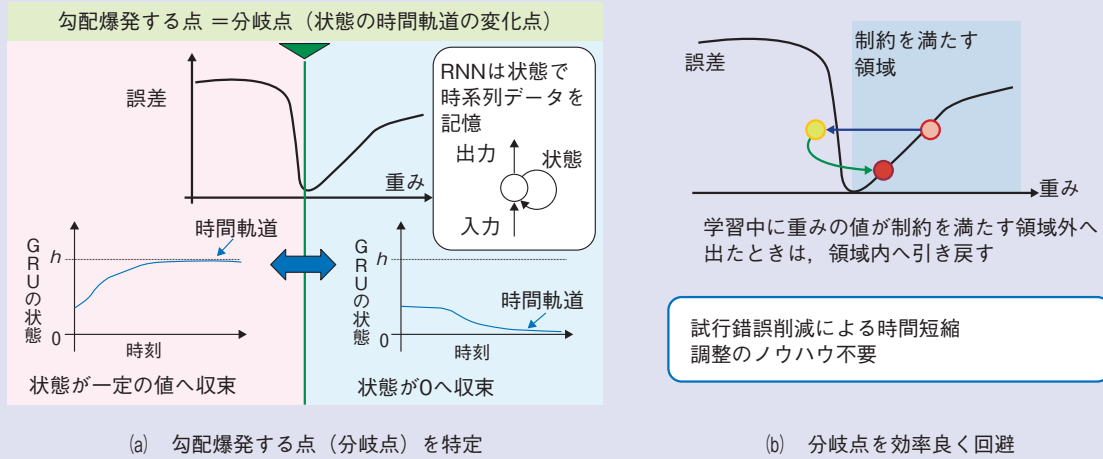 勾配爆発する点 =分岐点(状態の時間軌道の変化点)
誤差
重み
RNNは状態で
時系列データを
記憶
出力
状態
入力
GRUの状態
h
0
時間軌道
時刻
状態が一定の値へ収束
GRUの状態
h
0
時間軌道
時刻
状態が0へ収束
(a) 勾配爆発する点(分岐点)を特定
誤差
制約を満たす
領域
重み
学習中に重みの値が制約を満たす領域外へ
出たときは,領域内へ引き戻す
試行錯誤削減による時間短縮
調整のノウハウ不要
(b) 分岐点を効率良く回避